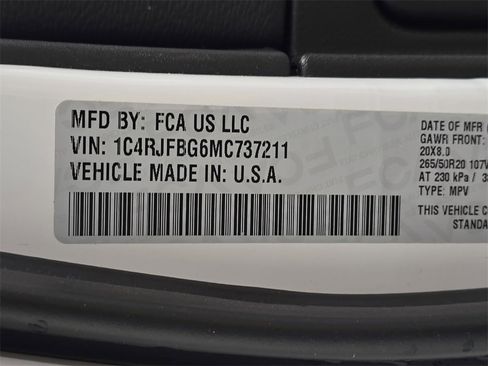 MFD BY: FCA US LLC
VIN: 1C4RJFBG6MC737211
VEHICLE MADE IN: U.S.A.
DATE OF MFR
GAWR FRONT:
20X8.0
265/50R20 107V
AT 230 kPa /
TYPE: MPV
THIS VEHICLE
STANDA